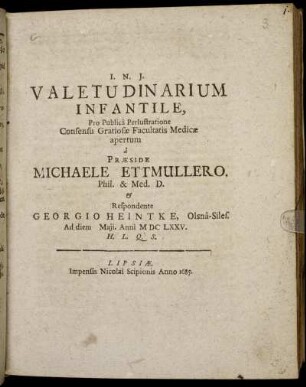 I. N. J.
VALETUDINARIUM
INFANTILE,
Pro Publicâ Perlustratione
Consensu Gratiosæ Facultatis Medicæ
apertum
à
PRÆSIDE
MICHAELE ETTMULLERO.
Phil. & Med. D.
&
Respondente
GEORGIO HEINTKE, Olsnâ-Siles.
Ad diem Maji. Anni M DC LXXV.
H. L. Q. S.
LIPSIÆ,
Impensis Nicolai Scipionis Anno 1685.
3